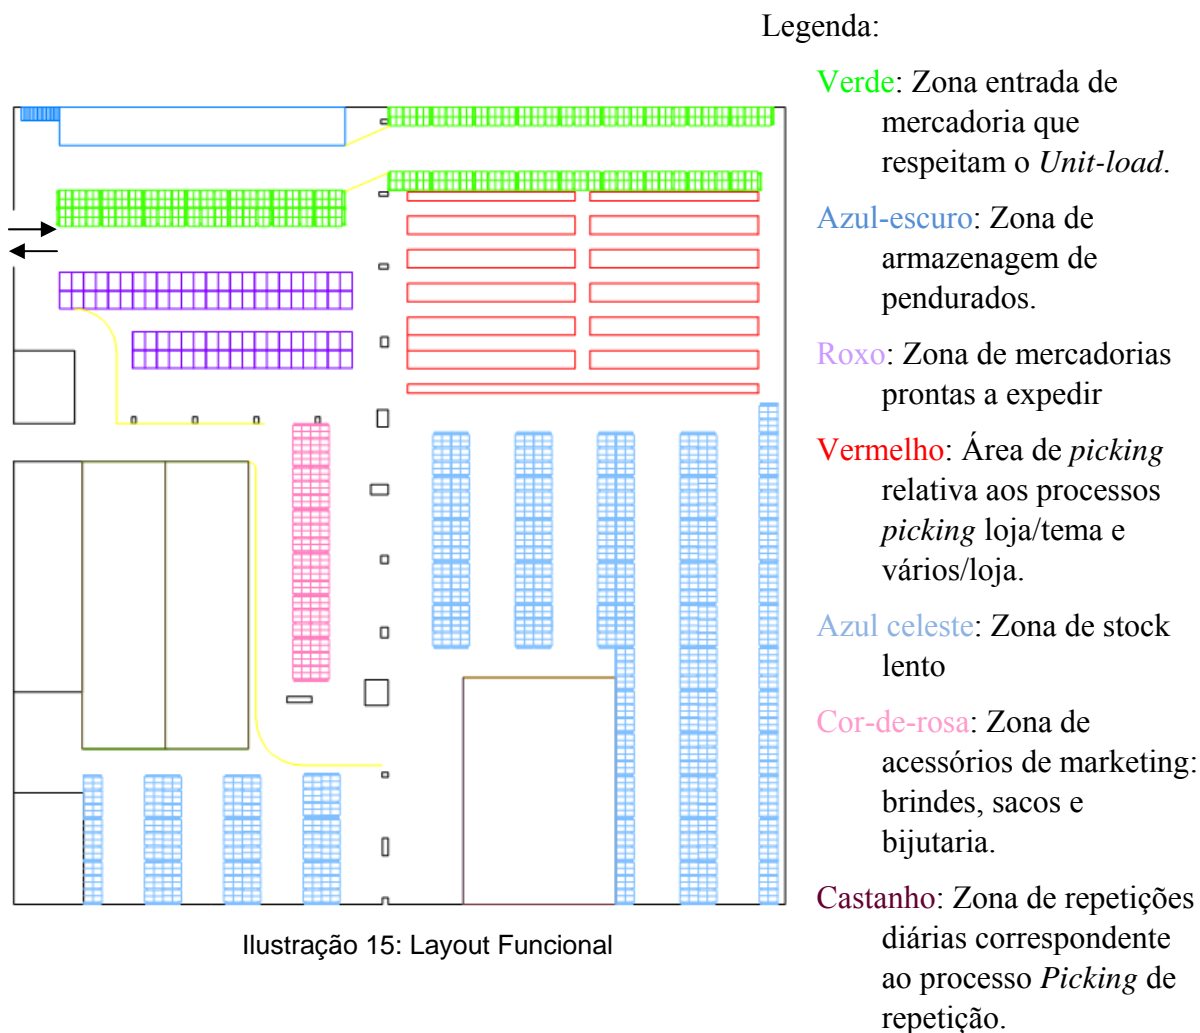 Legenda:
Verde: Zona entrada de
mercadoria que
respeitam o Unit-load.
Azul-escuro: Zona de
armazenagem de
pendurados.
Roxo: Zona de mercadorias
prontas a expedir
Vermelho: Área de picking
relativa aos processos
picking loja/tema e
vários/loja.
Azul celeste: Zona de stock
lento
Cor-de-rosa: Zona de
acessórios de marketing:
brindes, sacos e
bijutaria.
Castanho: Zona de repetições
diárias correspondente
ao processo Picking de
repetição.
Ilustração 15: Layout Funcional